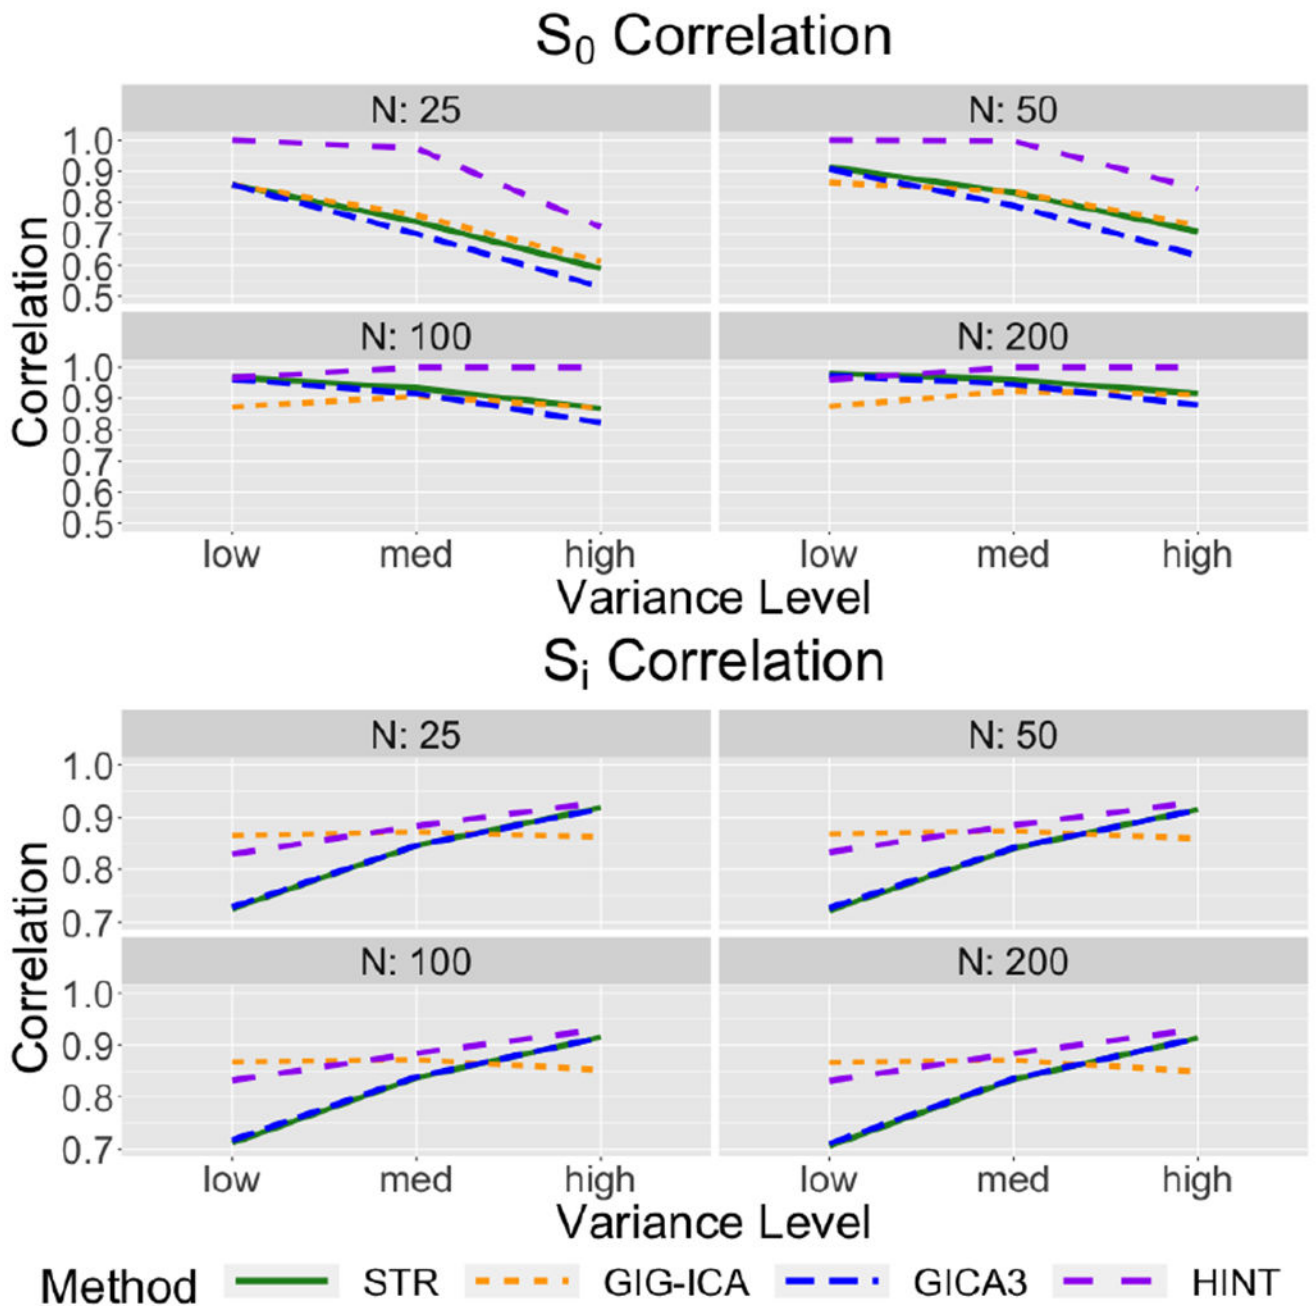 S₀ Correlation
N: 25
N: 50
1.0
0.9
0.8
0.7
0.6
0.5
N: 100
N: 200
1.0
0.9
0.8
0.7
0.6
0.5
Correlation
low med high low med high
Variance Level
Sᵢ Correlation
N: 25
N: 50
1.0
0.9
0.8
0.7
N: 100
N: 200
1.0
0.9
0.8
0.7
Correlation
low med high low med high
Variance Level
Method STR GIG-ICA GICA3 HINT